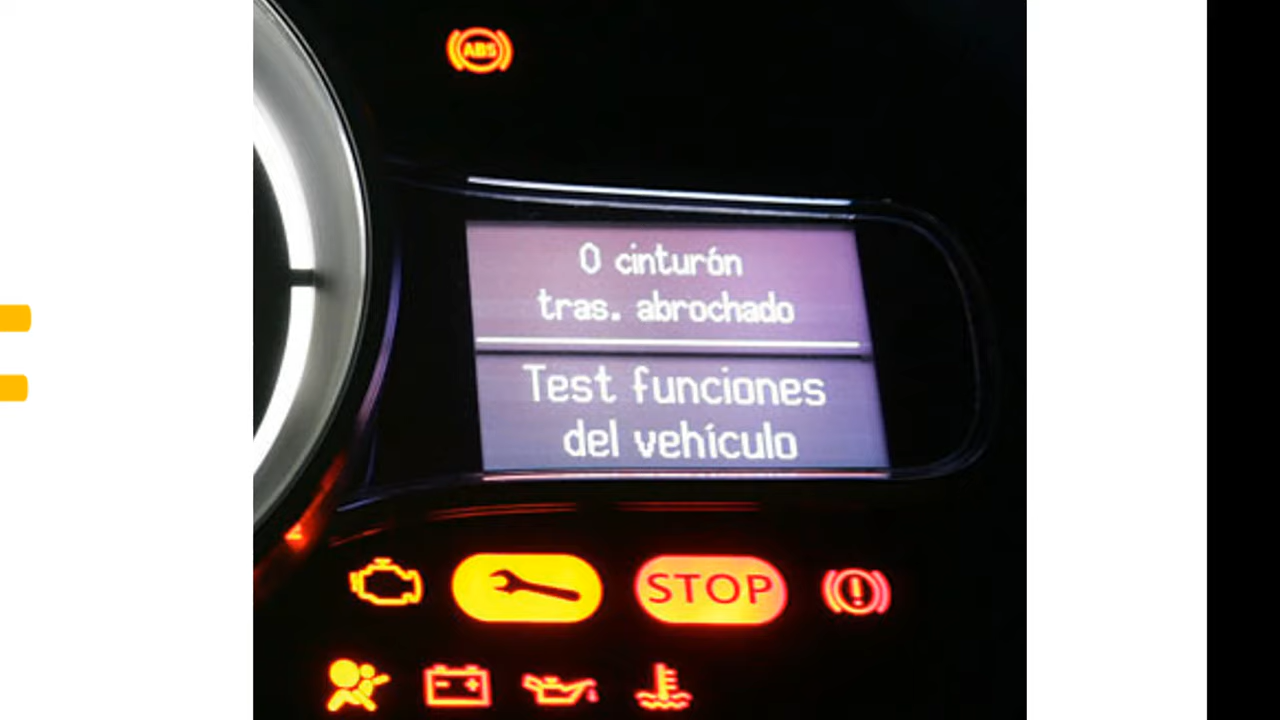 ABS
0 cinturón
tras. abrochado
Test funciones
del vehículo
STOP